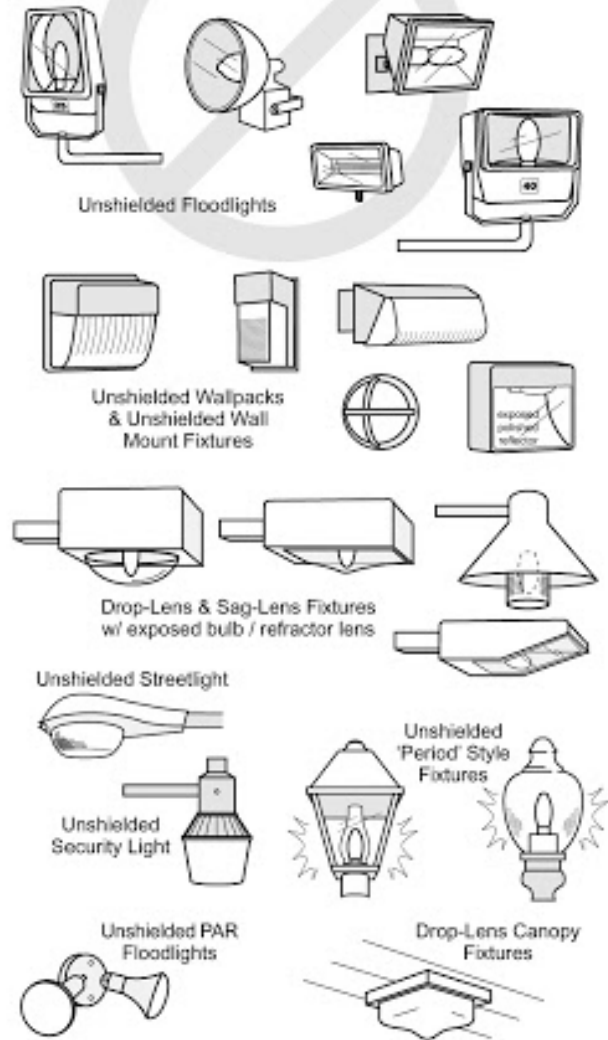 Unshielded Floodlights
Unshielded Wallpacks
& Unshielded Wall
Mount Fixtures
exposed
polished
reflector
Drop-Lens & Sag-Lens Fixtures
w/ exposed bulb / refractor lens
Unshielded Streetlight
Unshielded
'Period' Style
Fixtures
Unshielded
Security Light
Unshielded PAR
Floodlights
Drop-Lens Canopy
Fixtures